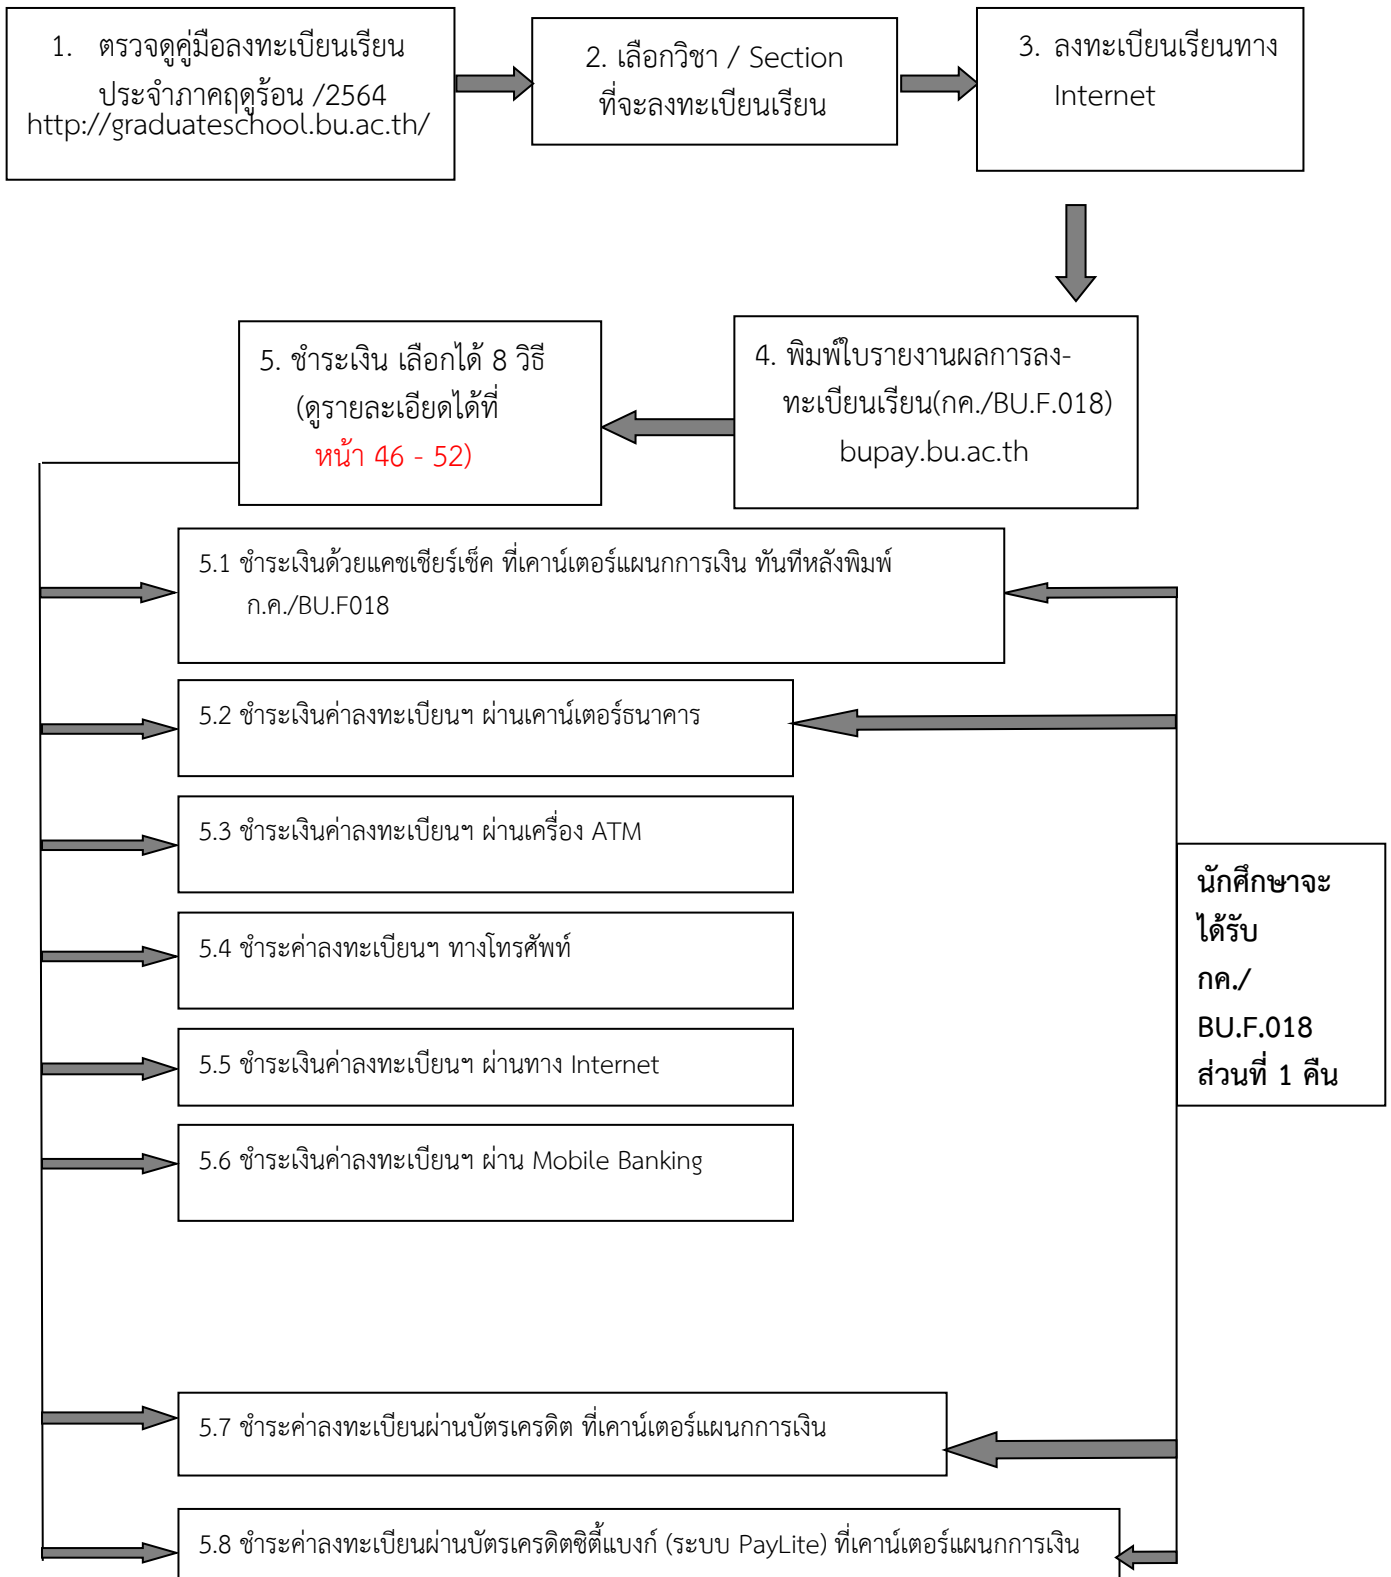 1. ตรวจดูคู่มือลงทะเบียนเรียน
ประจำภาคฤดูร้อน /2564
http://graduateschool.bu.ac.th/
2. เลือกวิชา / Section
ที่จะลงทะเบียนเรียน
3. ลงทะเบียนเรียนทาง
Internet
4. พิมพ์ใบรายงานผลการลง-
ทะเบียนเรียน(กค./BU.F.018)
bupay.bu.ac.th
5. ชำระเงิน เลือกได้ 8 วิธี
(ดูรายละเอียดได้ที่
หน้า 46 - 52)
5.1 ชำระเงินด้วยแคชเชียร์เช็ค ที่เคาน์เตอร์แผนกการเงิน ทันทีหลังพิมพ์
ก.ค./BU.F018
5.2 ชำระเงินค่าลงทะเบียนฯ ผ่านเคาน์เตอร์ธนาคาร
5.3 ชำระเงินค่าลงทะเบียนฯ ผ่านเครื่อง ATM
5.4 ชำระค่าลงทะเบียนฯ ทางโทรศัพท์
5.5 ชำระเงินค่าลงทะเบียนฯ ผ่านทาง Internet
5.6 ชำระเงินค่าลงทะเบียนฯ ผ่าน Mobile Banking
5.7 ชำระค่าลงทะเบียนผ่านบัตรเครดิต ที่เคาน์เตอร์แผนกการเงิน
5.8 ชำระค่าลงทะเบียนผ่านบัตรเครดิตซิตี้แบงก์ (ระบบ PayLite) ที่เคาน์เตอร์แผนกการเงิน
นักศึกษาจะ
ได้รับ
กค./
BU.F.018
ส่วนที่ 1 คืน